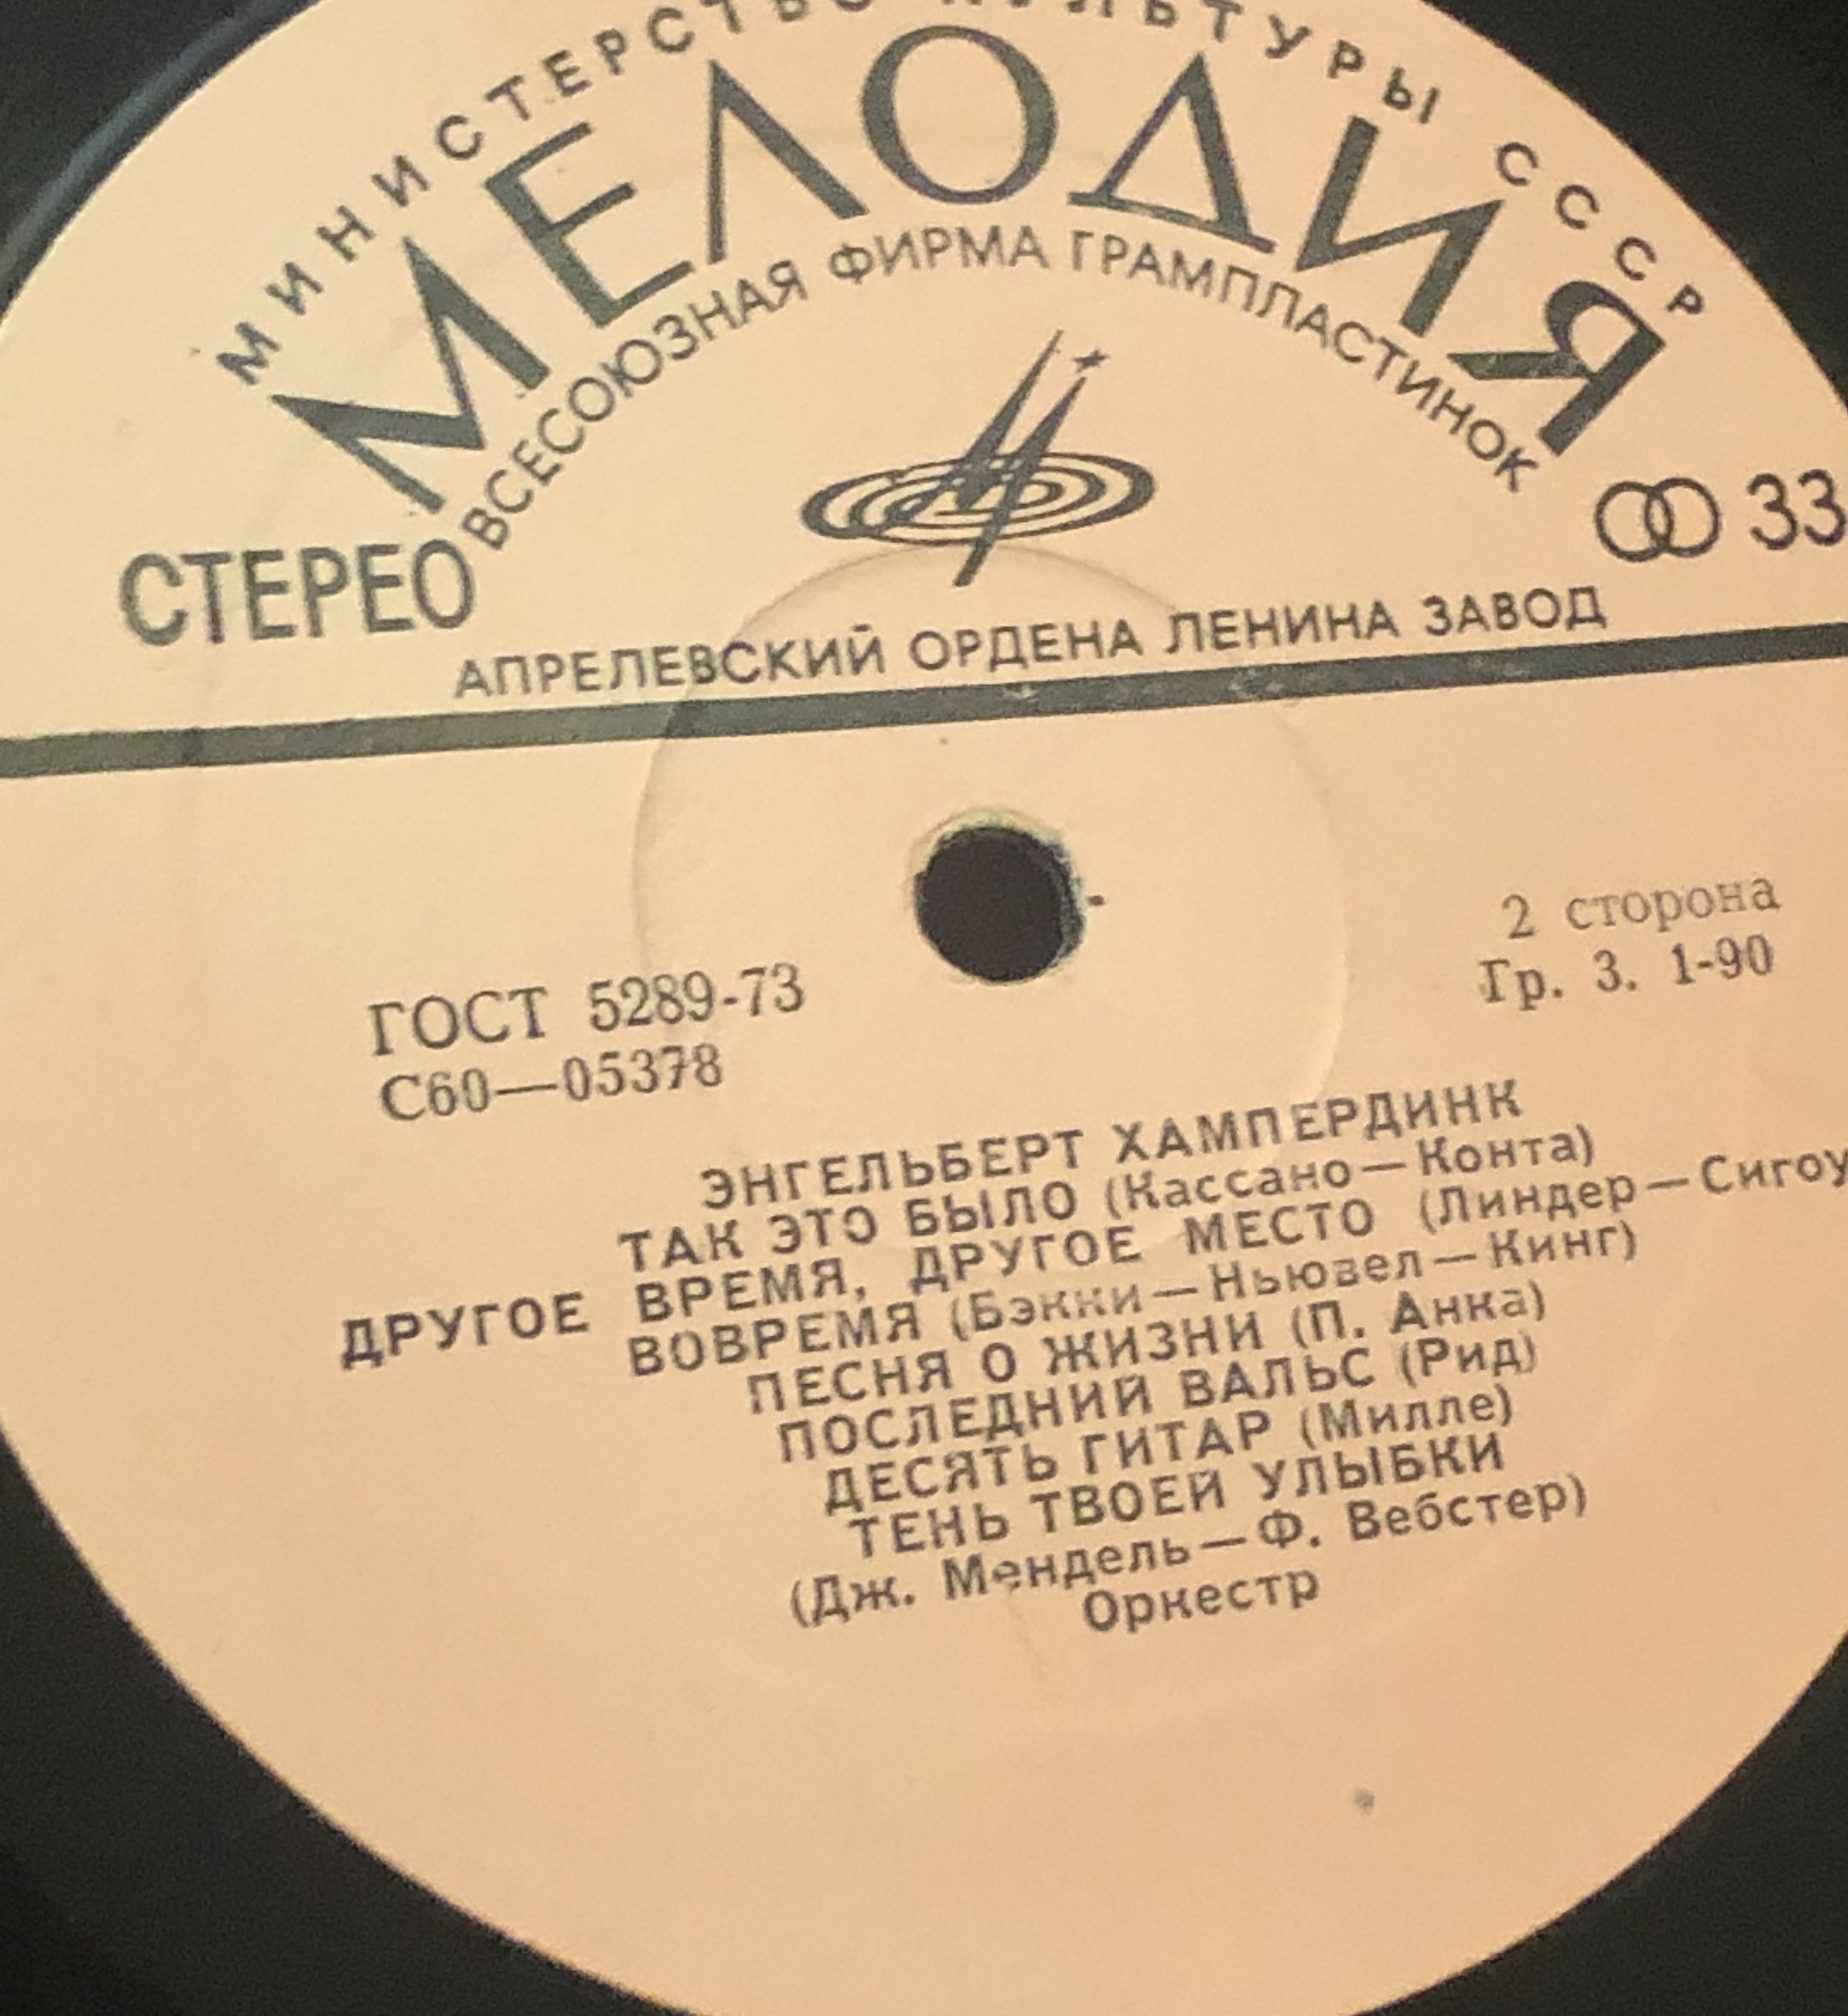 МИНИСТЕРСТВО КУЛЬТУРЫ СССР
МЕЛОДИЯ
ВСЕСОЮЗНАЯ ФИРМА ГРАМПЛАСТИНОК
СТЕРЕО
33
АПРЕЛЕВСКИЙ ОРДЕНА ЛЕНИНА ЗАВОД
2 сторона
ГОСТ 5289-73
Гр. 3. 1-90
С60—05378
ЭНГЕЛЬБЕРТ ХАМПЕРДИНК
ТАК ЭТО БЫЛО (Кассано—Конта)
ДРУГОЕ ВРЕМЯ, ДРУГОЕ МЕСТО (Линдер—Сигоу
ВОВРЕМЯ (Бэкки—Ньювел—Кинг)
ПЕСНЯ О ЖИЗНИ (П. Анка)
ПОСЛЕДНИЙ ВАЛЬС (Рид)
ДЕСЯТЬ ГИТАР (Милле)
ТЕНЬ ТВОЕЙ УЛЫБКИ
(Дж. Мендель—Ф. Вебстер)
Оркестр